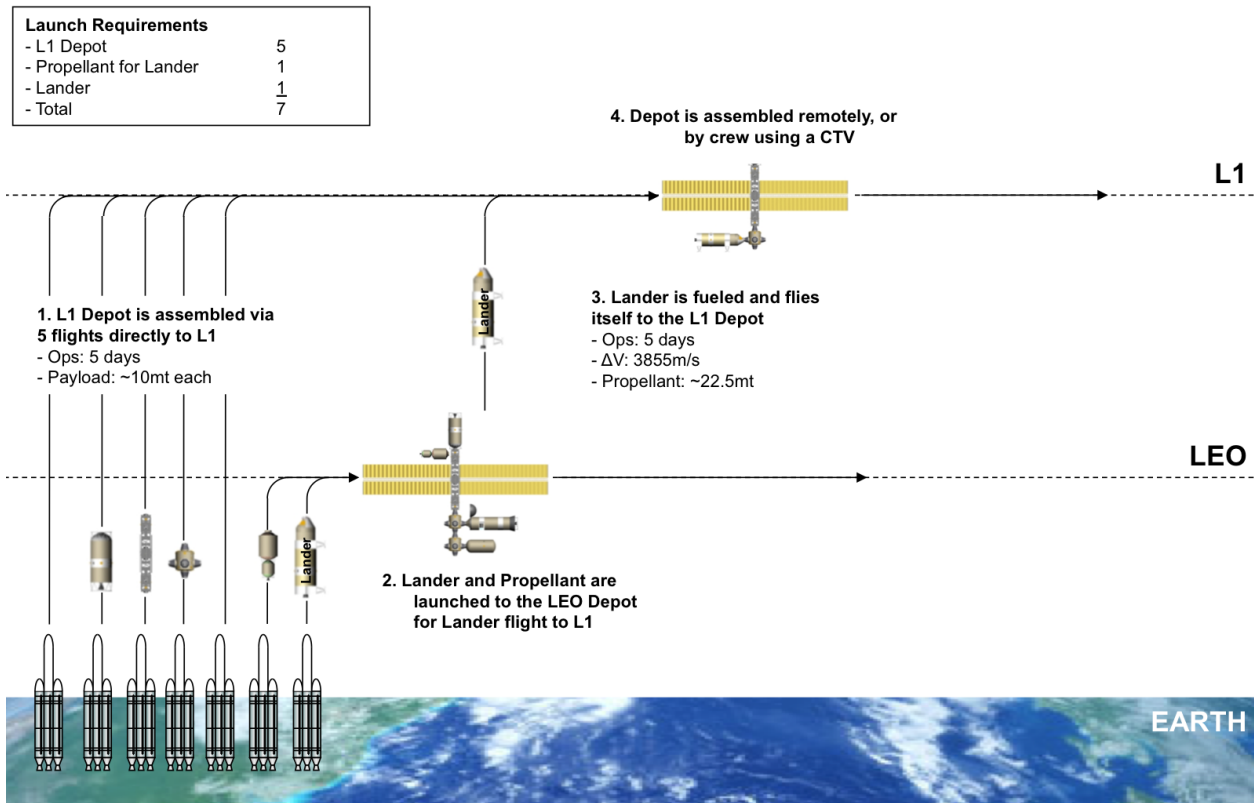 Launch Requirements
- L1 Depot 5
- Propellant for Lander 1
- Lander 1
- Total 7
4. Depot is assembled remotely, or
by crew using a CTV
L1
1. L1 Depot is assembled via
5 flights directly to L1
- Ops: 5 days
- Payload: ~10mt each
Lander
3. Lander is fueled and flies
itself to the L1 Depot
- Ops: 5 days
- ΔV: 3855m/s
- Propellant: ~22.5mt
LEO
Lander
2. Lander and Propellant are
launched to the LEO Depot
for Lander flight to L1
EARTH